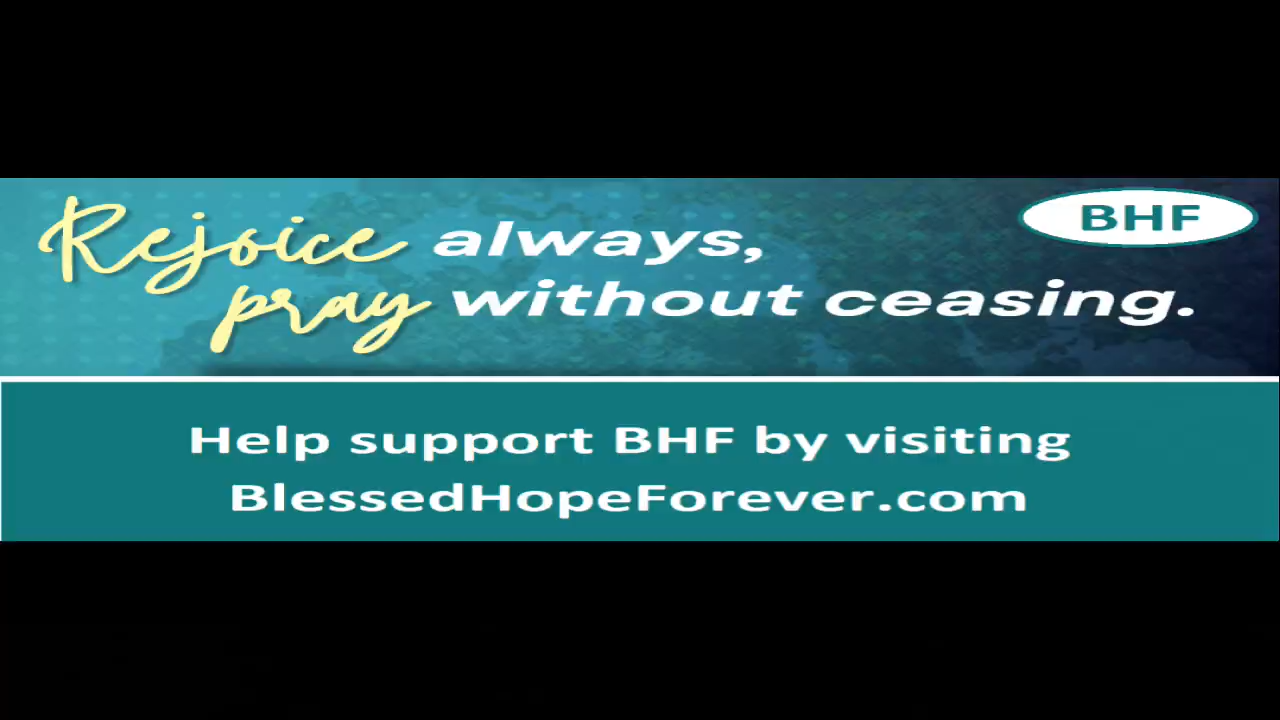 Rejoice always,
BHF
pray without ceasing.
Help support BHF by visiting
BlessedHopeForever.com